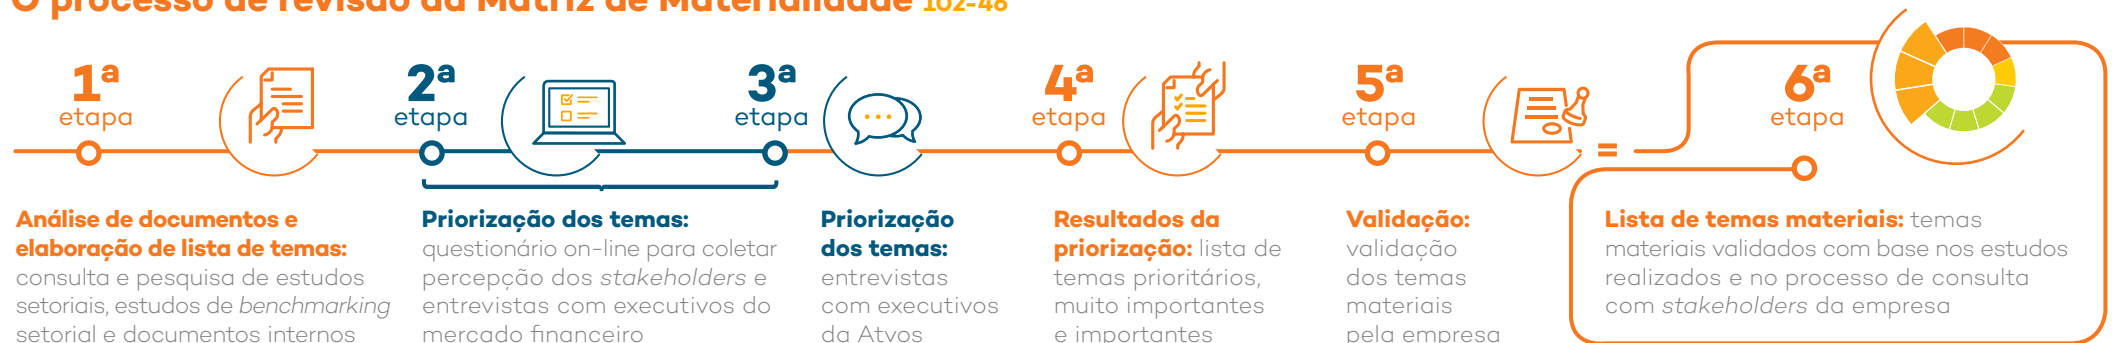 O processo de revisão da Matriz de Materialidade 102-46
1ª
etapa
2ª
etapa
3ª
etapa
4ª
etapa
5ª
etapa
=
6ª
etapa
Análise de documentos e
elaboração de lista de temas:
consulta e pesquisa de estudos
setoriais, estudos de benchmarking
setorial e documentos internos
Priorização dos temas:
questionário on-line para coletar
percepção dos stakeholders e
entrevistas com executivos do
mercado financeiro
Priorização
dos temas:
entrevistas
com executivos
da Atvos
Resultados da
priorização: lista de
temas prioritários,
muito importantes
e importantes
Validação:
validação
dos temas
materiais
pela empresa
Lista de temas materiais: temas
materiais validados com base nos estudos
realizados e no processo de consulta
com stakeholders da empresa